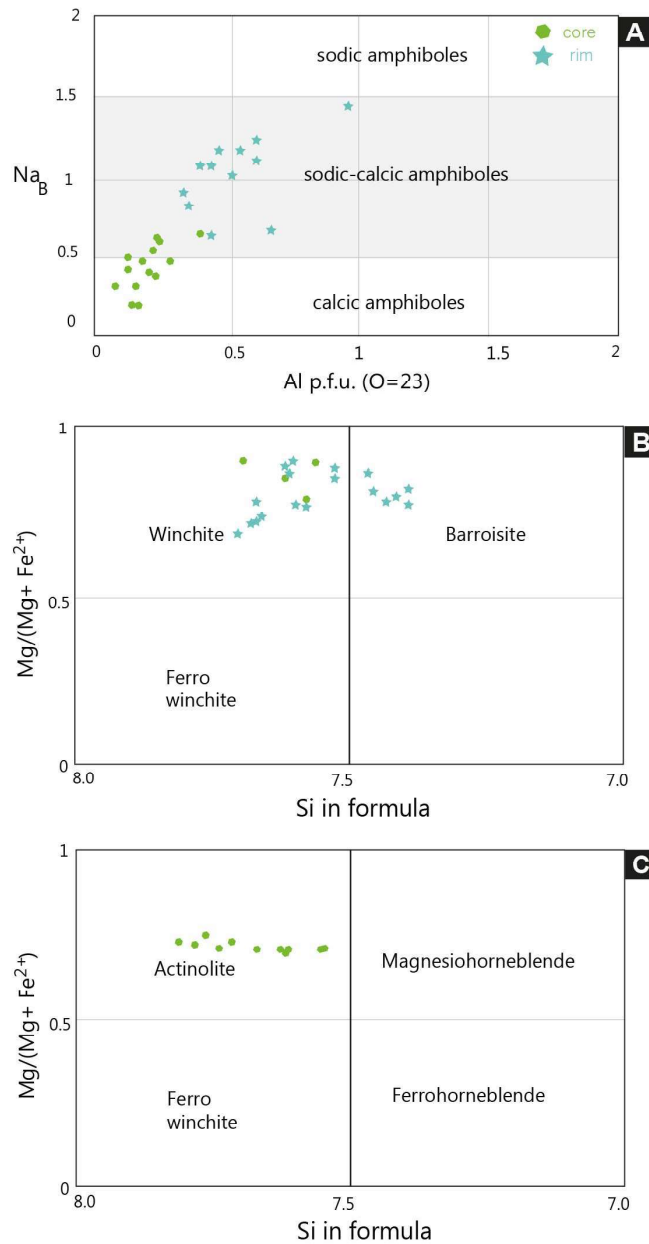 A
core
rim
sodic amphiboles
sodic-calcic amphiboles
calcic amphiboles
Na B
2
1.5
1
0.5
0
0
0.5
1
1.5
2
Al p.f.u. (O=23)
B
Winchite
Barroisite
Ferro
winchite
Mg/(Mg+ Fe2+)
1
0.5
0
8.0
7.5
7.0
Si in formula
C
Actinolite
Magnesiohorneblende
Ferro
winchite
Ferrohorneblende
Mg/(Mg+ Fe2+)
1
0.5
0
8.0
7.5
7.0
Si in formula